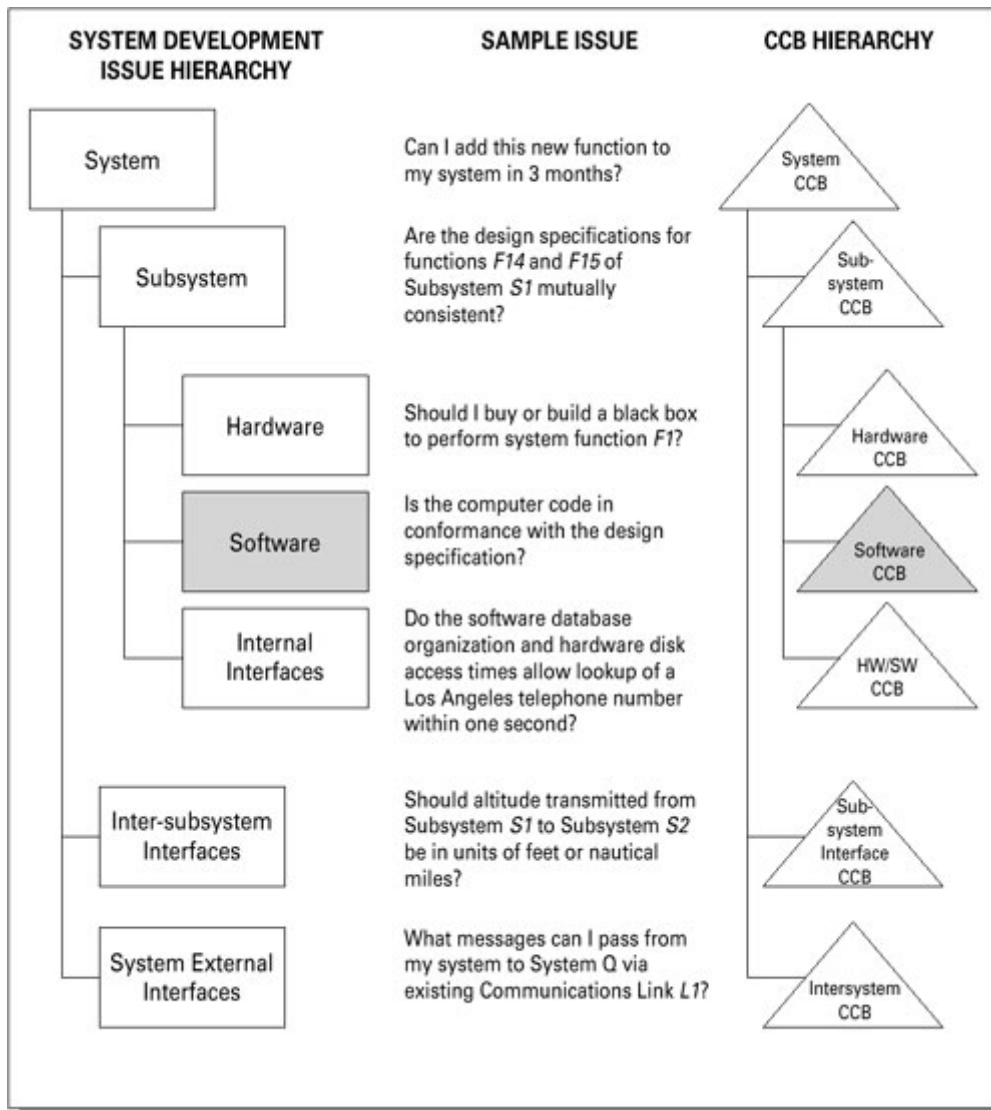 SYSTEM DEVELOPMENT
ISSUE HIERARCHY
SAMPLE ISSUE
CCB HIERARCHY
System
Can I add this new function to
my system in 3 months?
System
CCB
Subsystem
Are the design specifications for
functions F14 and F15 of
Subsystem S1 mutually
consistent?
Sub-
system
CCB
Hardware
Should I buy or build a black box
to perform system function F1?
Hardware
CCB
Software
Is the computer code in
conformance with the design
specification?
Software
CCB
Internal
Interfaces
Do the software database
organization and hardware disk
access times allow lookup of a
Los Angeles telephone number
within one second?
HW/SW
CCB
Inter-subsystem
Interfaces
Should altitude transmitted from
Subsystem S1 to Subsystem S2
be in units of feet or nautical
miles?
Sub-
system
Interface
CCB
System External
Interfaces
What messages can I pass from
my system to System Q via
existing Communications Link L1?
Intersystem
CCB